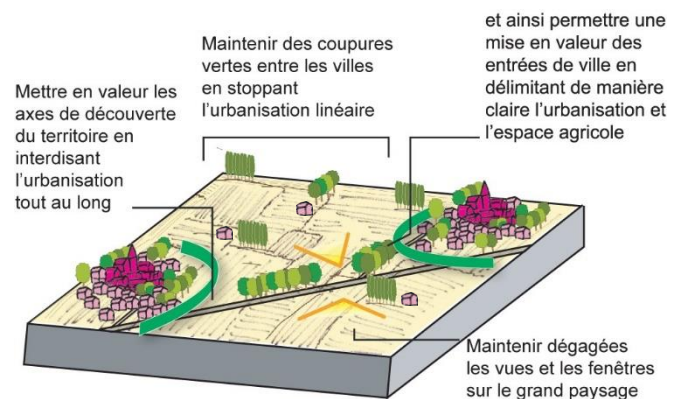 Mettre en valeur les
axes de découverte
du territoire en
interdisant
l'urbanisation
tout au long
Maintenir des coupures
vertes entre les villes
en stoppant
l'urbanisation linéaire
et ainsi permettre une
mise en valeur des
entrées de ville en
délimitant de manière
claire l'urbanisation et
l'espace agricole
Maintenir dégagées
les vues et les fenêtres
sur le grand paysage